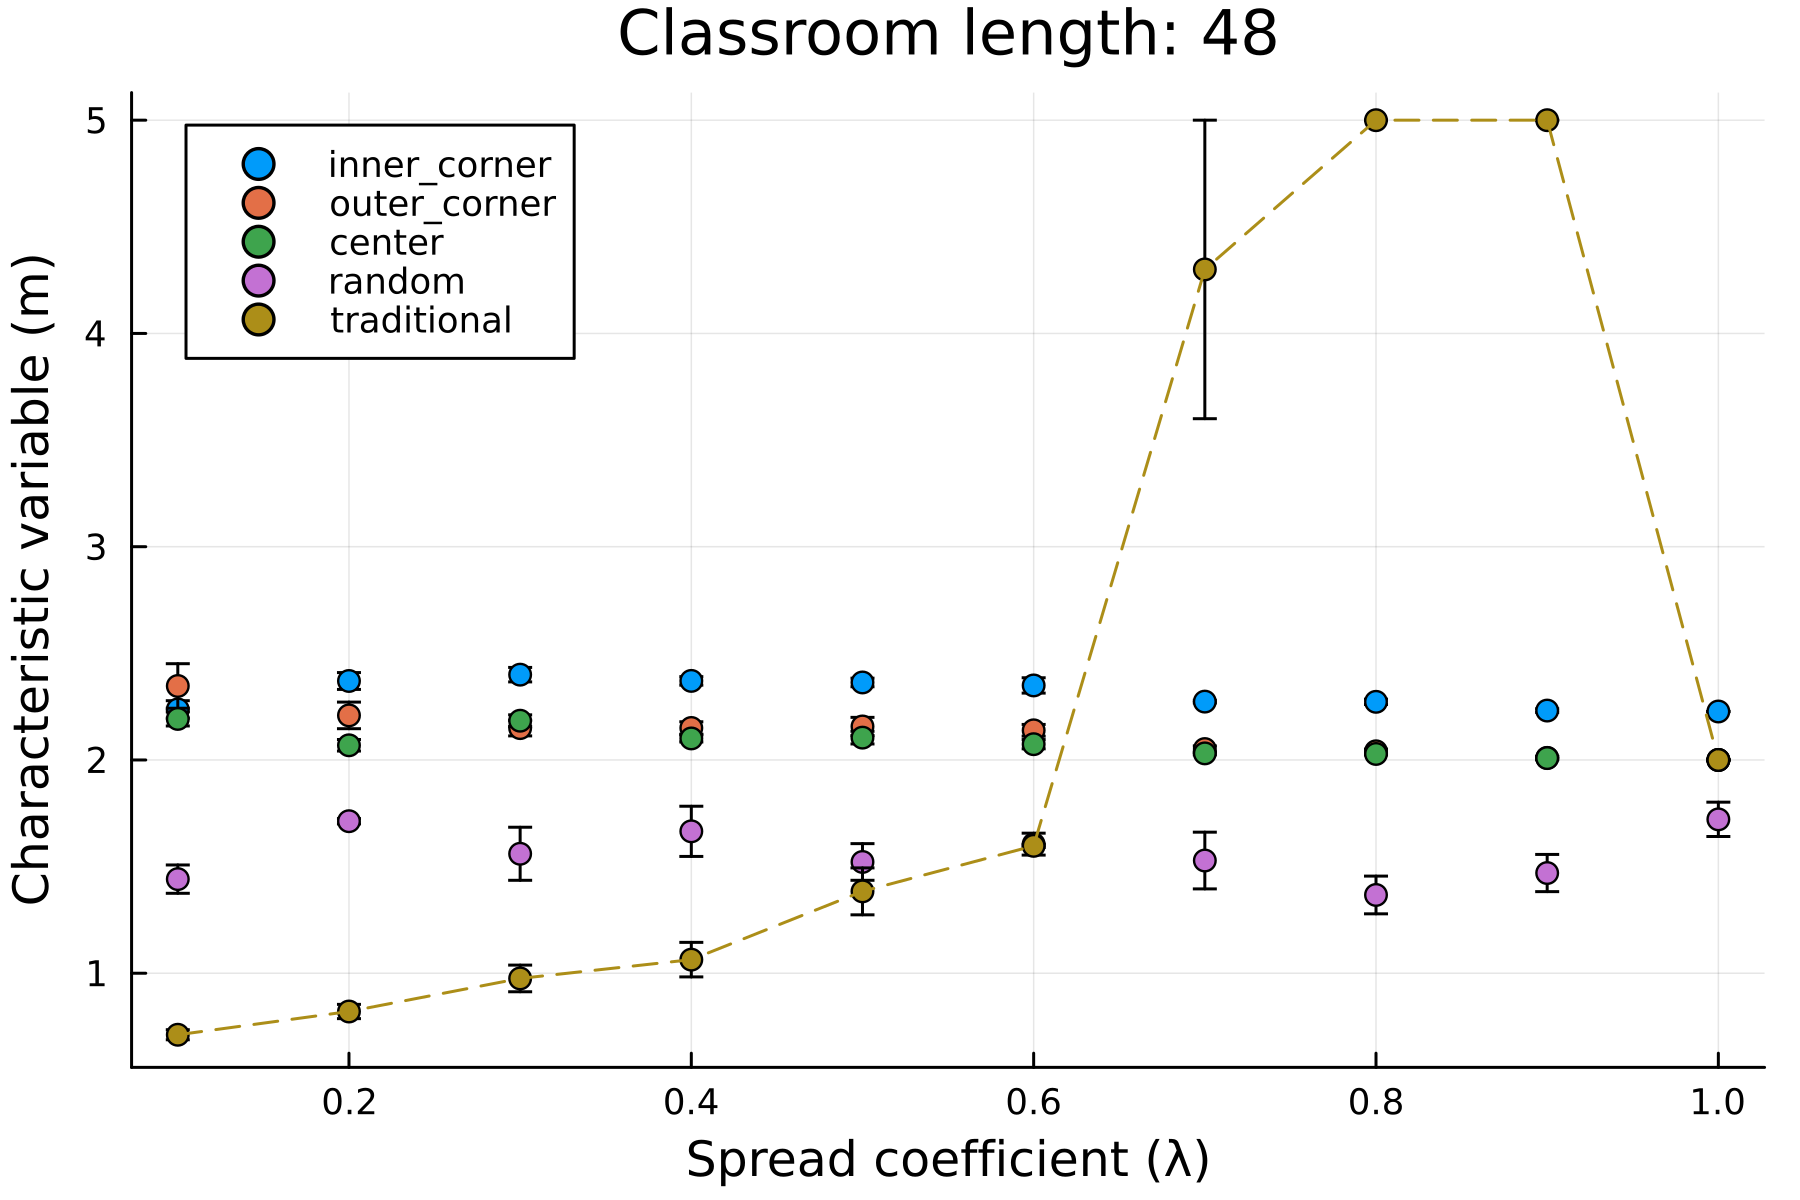 Classroom length: 48
Characteristic variable (m)
5
4
3
2
1
inner_corner
outer_corner
center
random
traditional
0.2
0.4
0.6
0.8
1.0
Spread coefficient (λ)